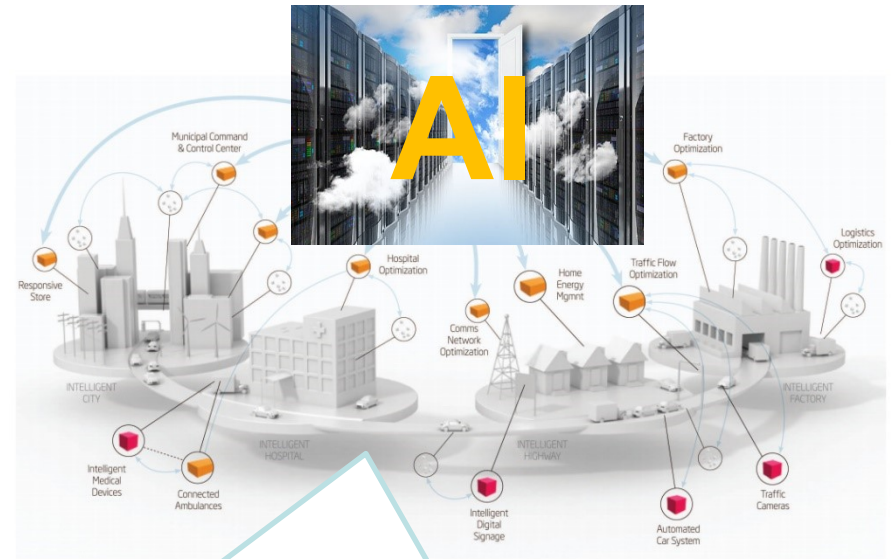 AI
Municipal Command
& Control Center
Factory
Optimization
Responsive
Store
Hospital
Optimization
Comms
Network
Optimization
Home
Energy
Mgmnt
Traffic Flow
Optimization
Logistics
Optimization
INTELLIGENT
CITY
INTELLIGENT
HOSPITAL
INTELLIGENT
HIGHWAY
INTELLIGENT
FACTORY
Intelligent
Medical
Devices
Connected
Ambulances
Intelligent
Digital
Signage
Automated
Car System
Traffic
Cameras